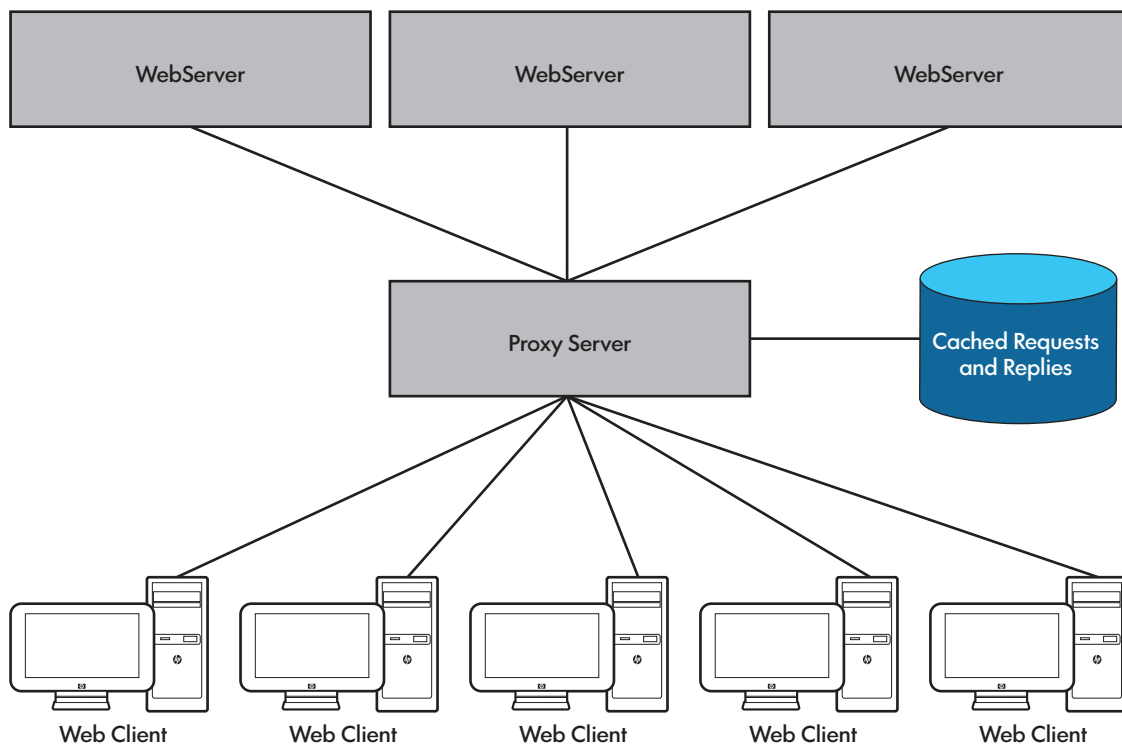 WebServer
WebServer
WebServer
Proxy Server
Cached Requests
and Replies
Web Client
Web Client
Web Client
Web Client
Web Client